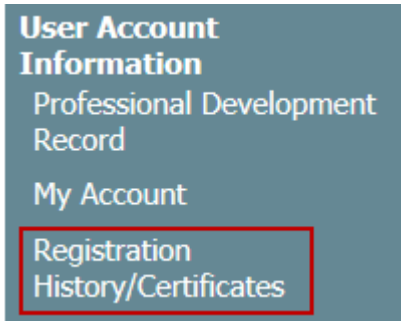 User Account
Information
Professional Development
Record
My Account
Registration
History/Certificates